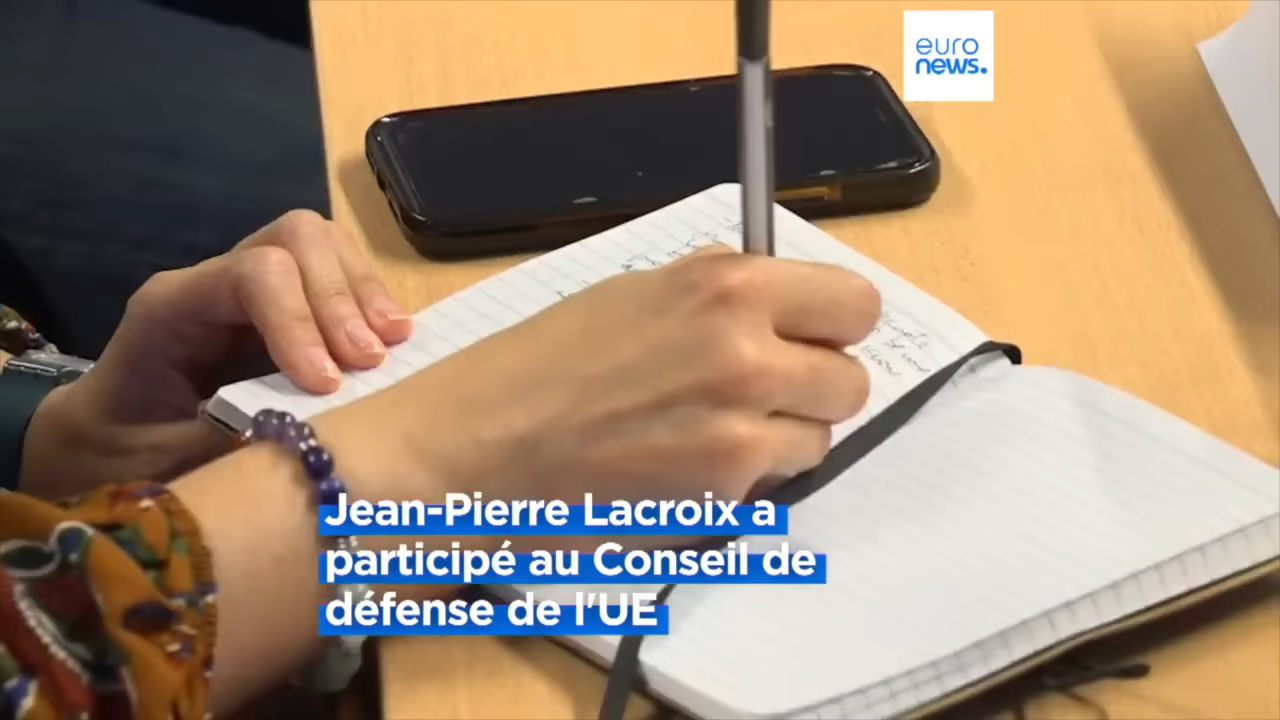 euro
news.
Jean-Pierre Lacroix a
participé au Conseil de
défense de l'UE